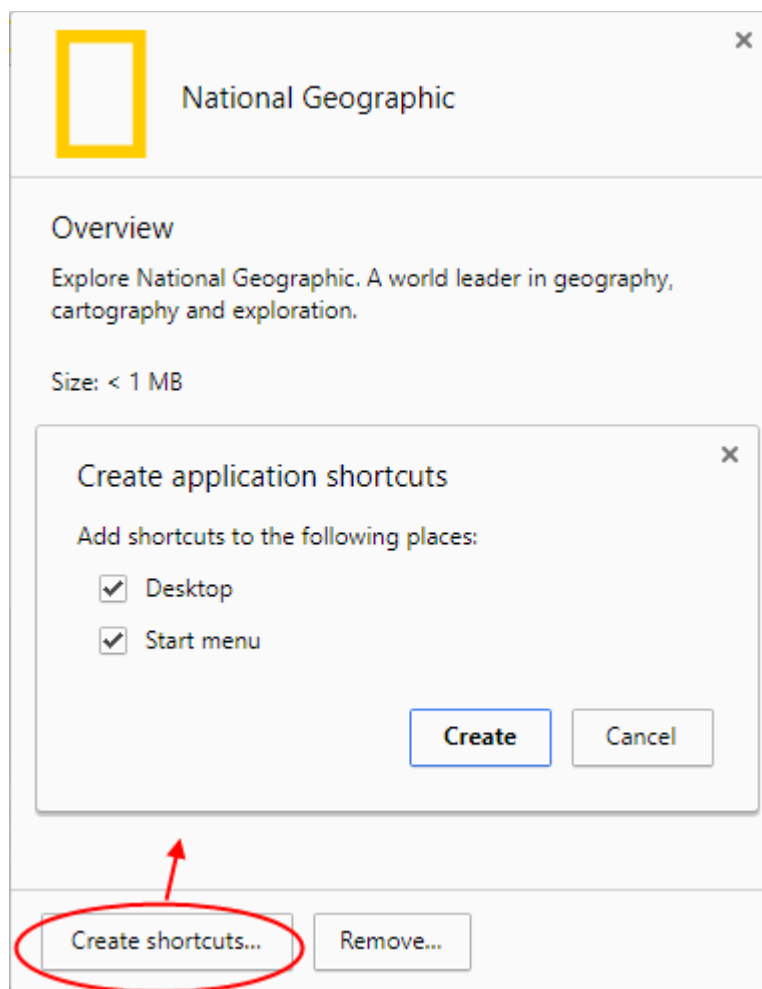 National Geographic
Overview
Explore National Geographic. A world leader in geography,
cartography and exploration.
Size: < 1 MB
Create application shortcuts
Add shortcuts to the following places:
Desktop
Start menu
Create
Cancel
Create shortcuts...
Remove...